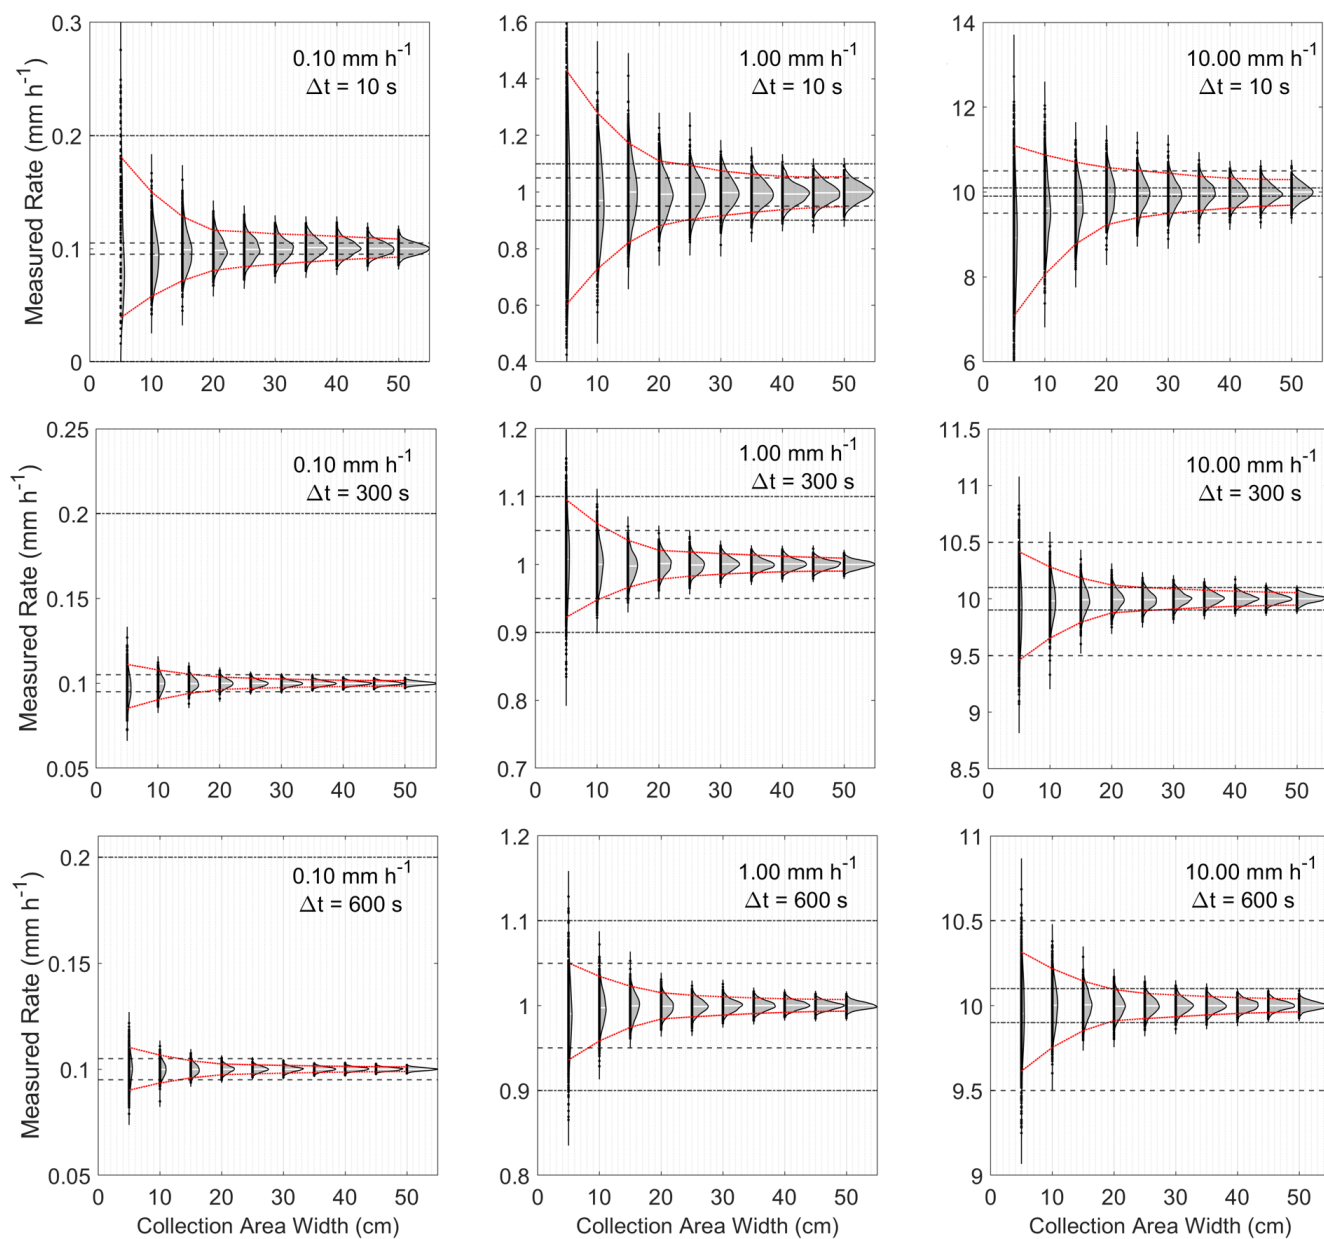 Measured Rate (mm h⁻¹)
0.3
0.2
0.1
0
0.10 mm h⁻¹
Δt = 10 s
0 10 20 30 40 50
1.6
1.4
1.2
1
0.8
0.6
0.4
1.00 mm h⁻¹
Δt = 10 s
0 10 20 30 40 50
14
12
10
8
6
10.00 mm h⁻¹
Δt = 10 s
0 10 20 30 40 50
Measured Rate (mm h⁻¹)
0.25
0.2
0.15
0.1
0.05
0.10 mm h⁻¹
Δt = 300 s
0 10 20 30 40 50
1.2
1.1
1
0.9
0.8
0.7
1.00 mm h⁻¹
Δt = 300 s
0 10 20 30 40 50
11.5
11
10.5
10
9.5
9
8.5
10.00 mm h⁻¹
Δt = 300 s
0 10 20 30 40 50
Measured Rate (mm h⁻¹)
0.2
0.15
0.1
0.05
0.10 mm h⁻¹
Δt = 600 s
0 10 20 30 40 50
Collection Area Width (cm)
1.2
1.1
1
0.9
0.8
1.00 mm h⁻¹
Δt = 600 s
0 10 20 30 40 50
Collection Area Width (cm)
11
10.5
10
9.5
9
10.00 mm h⁻¹
Δt = 600 s
0 10 20 30 40 50
Collection Area Width (cm)